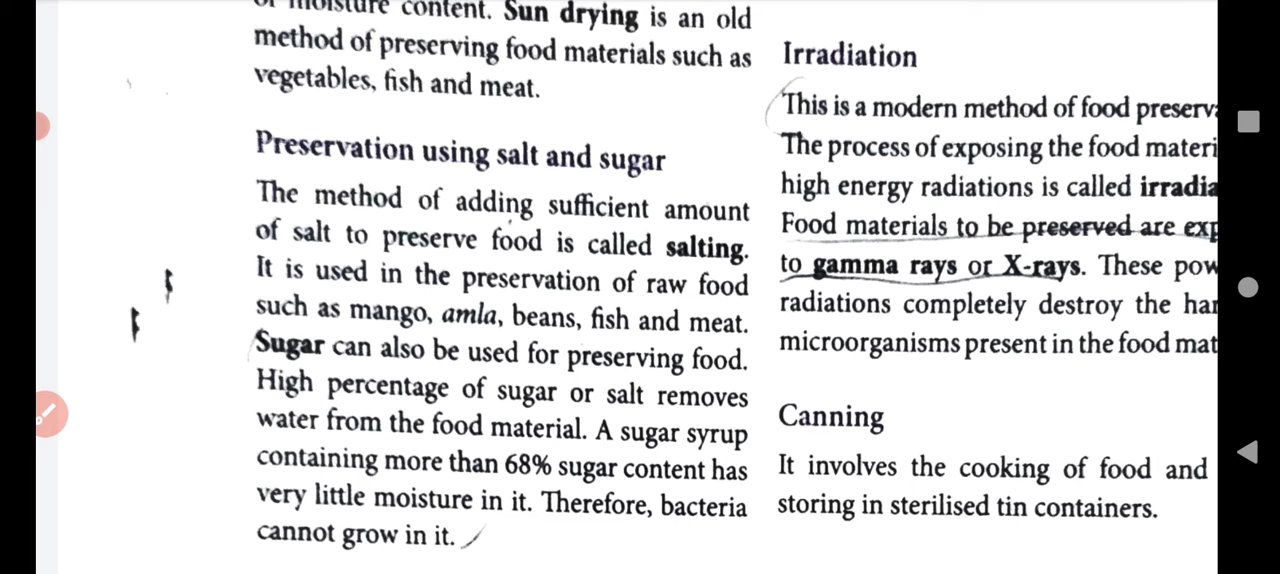 moisture content. Sun drying is an old
method of preserving food materials such as
vegetables, fish and meat.
Preservation using salt and sugar
The method of adding sufficient amount
of salt to preserve food is called salting.
It is used in the preservation of raw food
such as mango, amla, beans, fish and meat.
Sugar can also be used for preserving food.
High percentage of sugar or salt removes
water from the food material. A sugar syrup
containing more than 68% sugar content has
very little moisture in it. Therefore, bacteria
cannot grow in it.
Irradiation
This is a modern method of food preserv
The process of exposing the food materi
high energy radiations is called irradia
Food materials to be preserved are exp
to gamma rays or X-rays. These pow
radiations completely destroy the har
microorganisms present in the food mat
Canning
It involves the cooking of food and
storing in sterilised tin containers.